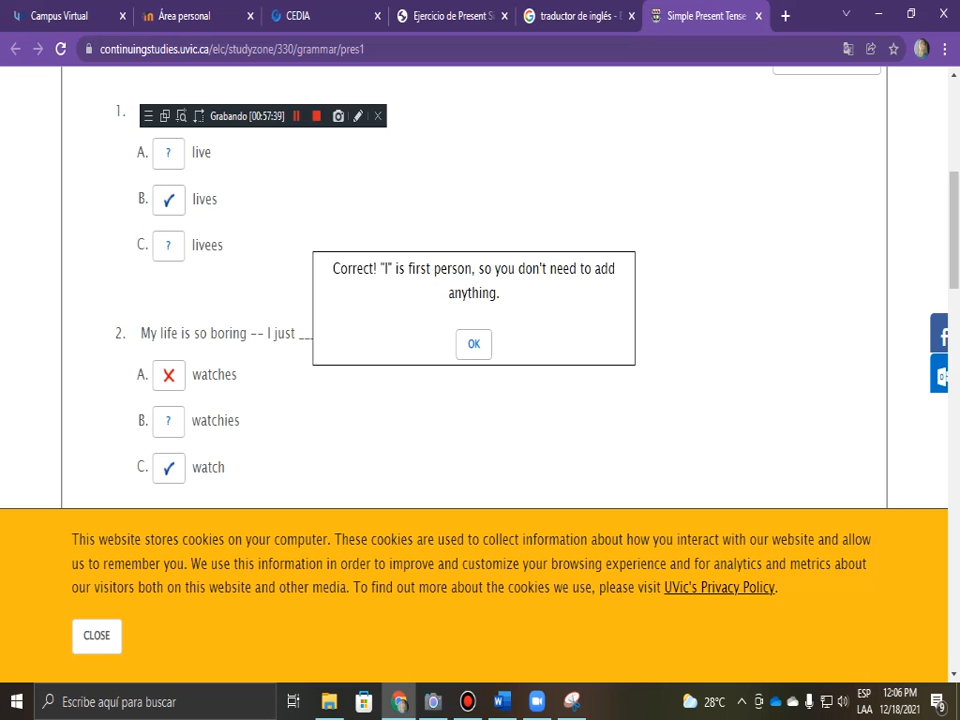 Campus Virtual
Área personal
CEDIA
Ejercicio de Present Si
traductor de inglés -
Simple Present Tense
continuingstudies.uvic.ca/elc/studyzone/330/grammar/pres1
1.
Grabando [00:57:39]
A. ? live
B. ✓ lives
C. ? livees
Correct! "I" is first person, so you don't need to add
anything.
OK
2. My life is so boring -- I just __
A. X watches
B. ? watchies
C. ✓ watch
This website stores cookies on your computer. These cookies are used to collect information about how you interact with our website and allow
us to remember you. We use this information in order to improve and customize your browsing experience and for analytics and metrics about
our visitors both on this website and other media. To find out more about the cookies we use, please visit UVic's Privacy Policy.
CLOSE
Escribe aquí para buscar
28°C
ESP
LAA
12:06 PM
12/18/2021
9